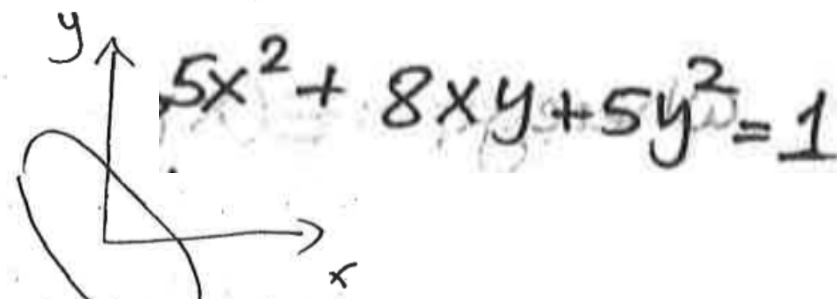 y
5x² + 8xy + 5y² = 1
x